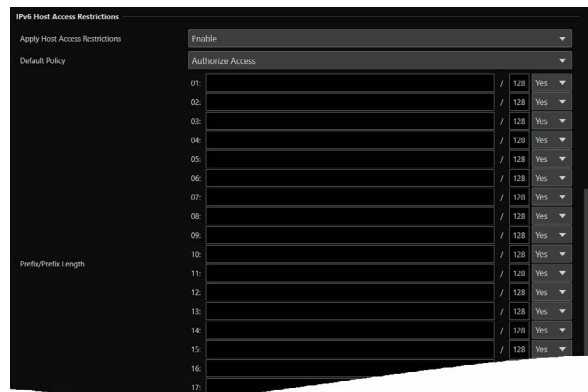 IPv6 Host Access Restrictions
Apply Host Access Restrictions Enable
Default Policy Authorize Access
01: / 128 Yes
02: / 128 Yes
03: / 128 Yes
04: / 128 Yes
05: / 128 Yes
06: / 128 Yes
07: / 128 Yes
08: / 128 Yes
09: / 128 Yes
10: / 128 Yes
Prefix/Prefix Length
11: / 128 Yes
12: / 128 Yes
13: / 128 Yes
14: / 128 Yes
15: / 128 Yes
16:
17: